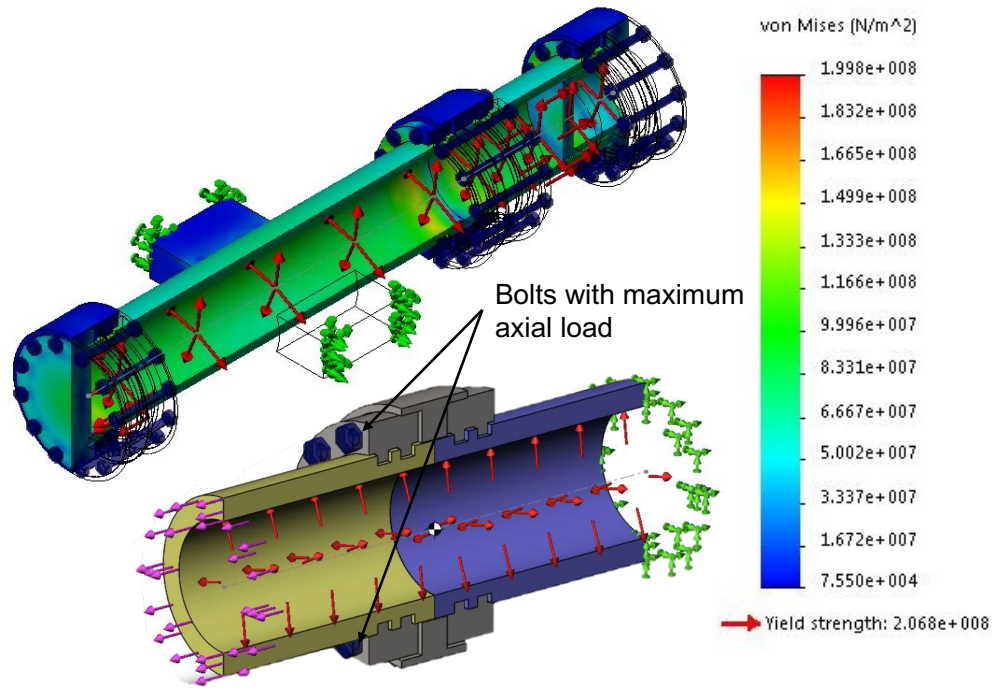 von Mises (N/m^2)
1.998e+008
1.832e+008
1.665e+008
1.499e+008
1.333e+008
1.166e+008
9.996e+007
8.331e+007
6.667e+007
5.002e+007
3.337e+007
1.672e+007
7.550e+004
Yield strength: 2.068e+008
Bolts with maximum
axial load